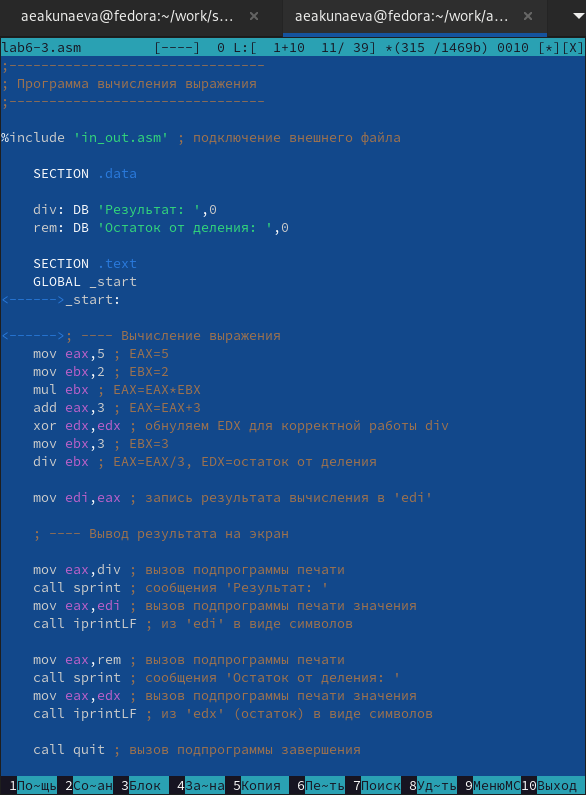 aeakunaeva@fedora:~/work/s... × aeakunaeva@fedora:~/work/a... ×
lab6-3.asm [----] 0 L:[ 1+10 11/ 39] *(315 /1469b) 0010 [*][X]
;--------------------------------
; Программа вычисления выражения
;--------------------------------
%include 'in_out.asm' ; подключение внешнего файла
SECTION .data
div: DB 'Результат: ',0
rem: DB 'Остаток от деления: ',0
SECTION .text
GLOBAL _start
<------>_start:
<------>; ---- Вычисление выражения
mov eax,5 ; EAX=5
mov ebx,2 ; EBX=2
mul ebx ; EAX=EAX*EBX
add eax,3 ; EAX=EAX+3
xor edx,edx ; обнуляем EDX для корректной работы div
mov ebx,3 ; EBX=3
div ebx ; EAX=EAX/3, EDX=остаток от деления
mov edi,eax ; запись результата вычисления в 'edi'
; ---- Вывод результата на экран
mov eax,div ; вызов подпрограммы печати
call sprint ; сообщения 'Результат: '
mov eax,edi ; вызов подпрограммы печати значения
call iprintLF ; из 'edi' в виде символов
mov eax,rem ; вызов подпрограммы печати
call sprint ; сообщения 'Остаток от деления: '
mov eax,edx ; вызов подпрограммы печати значения
call iprintLF ; из 'edx' (остаток) в виде символов
call quit ; вызов подпрограммы завершения
1По~щь 2Со~ан 3Блок 4За~на 5Копия 6Пе~ть 7Поиск 8Уд~ть 9МенюMC10Выход